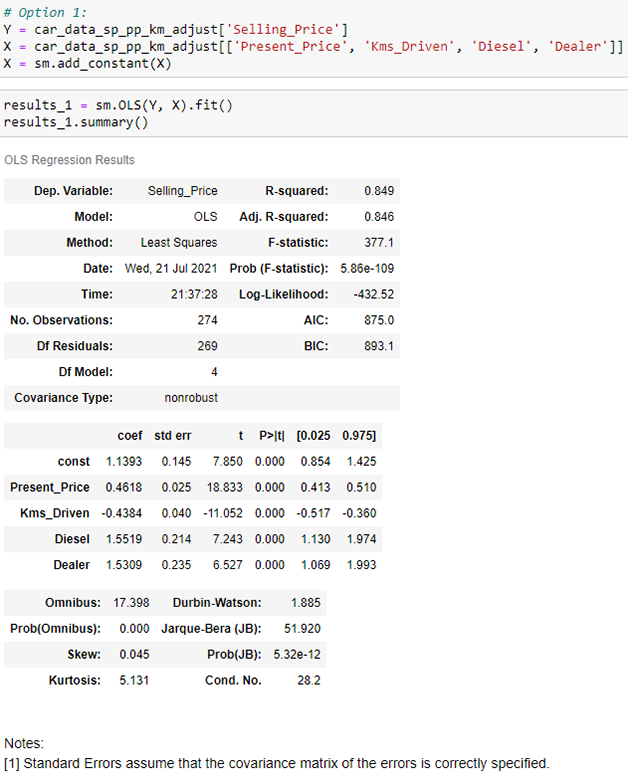 # Option 1:
Y = car_data_sp_pp_km_adjust['Selling_Price']
X = car_data_sp_pp_km_adjust[['Present_Price', 'Kms_Driven', 'Diesel', 'Dealer']]
X = sm.add_constant(X)
results_1 = sm.OLS(Y, X).fit()
results_1.summary()
OLS Regression Results
Dep. Variable: Selling_Price R-squared: 0.849
Model: OLS Adj. R-squared: 0.846
Method: Least Squares F-statistic: 377.1
Date: Wed, 21 Jul 2021 Prob (F-statistic): 5.86e-109
Time: 21:37:28 Log-Likelihood: -432.52
No. Observations: 274 AIC: 875.0
Df Residuals: 269 BIC: 893.1
Df Model: 4
Covariance Type: nonrobust
coef std err t P>|t| [0.025 0.975]
const 1.1393 0.145 7.850 0.000 0.854 1.425
Present_Price 0.4618 0.025 18.833 0.000 0.413 0.510
Kms_Driven -0.4384 0.040 -11.052 0.000 -0.517 -0.360
Diesel 1.5519 0.214 7.243 0.000 1.130 1.974
Dealer 1.5309 0.235 6.527 0.000 1.069 1.993
Omnibus: 17.398 Durbin-Watson: 1.885
Prob(Omnibus): 0.000 Jarque-Bera (JB): 51.920
Skew: 0.045 Prob(JB): 5.32e-12
Kurtosis: 5.131 Cond. No. 28.2
Notes:
[1] Standard Errors assume that the covariance matrix of the errors is correctly specified.